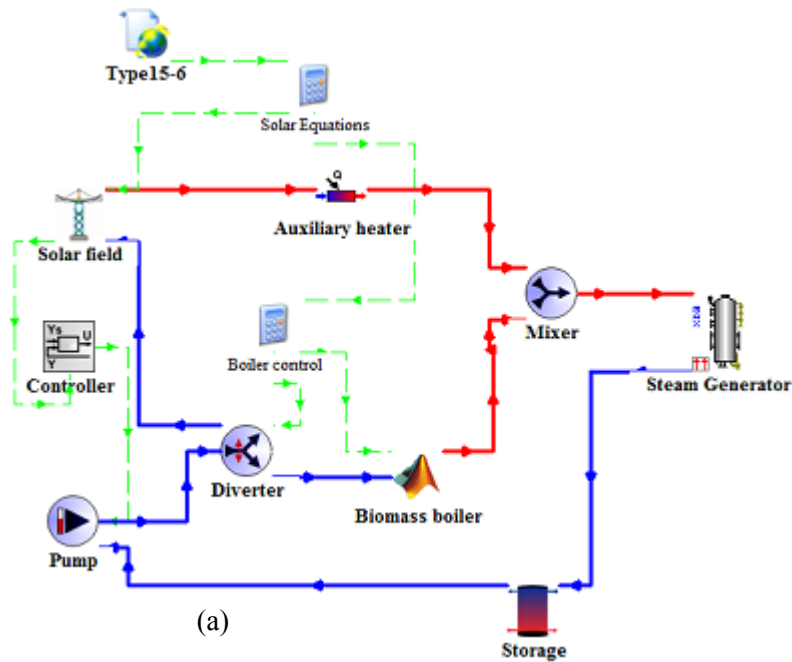 Type15-6
Solar Equations
Q
Auxiliary heater
Solar field
Mixer
Steam Generator
Ys
U
Y
Controller
Boiler control
Diverter
Biomass boiler
Pump
(a)
Storage